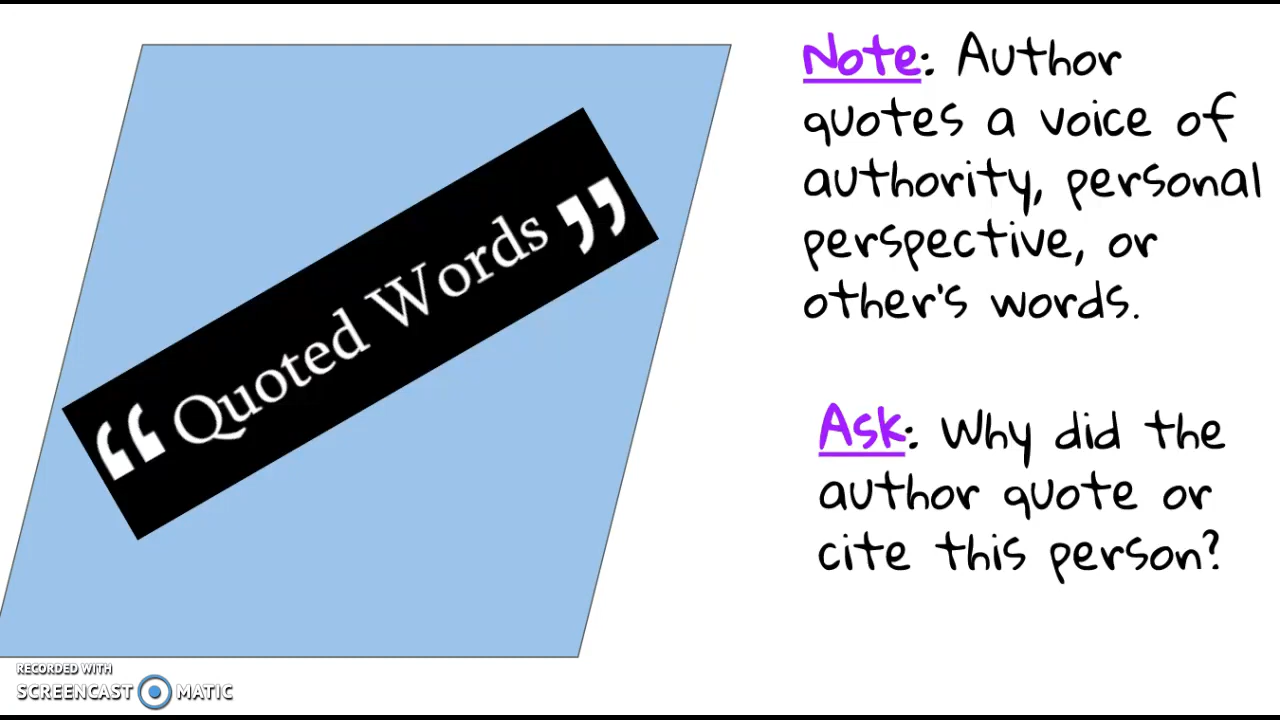 “Quoted Words”
Note: Author
quotes a voice of
authority, personal
perspective, or
other's words.
Ask: Why did the
author quote or
cite this person?
RECORDED WITH
SCREENCAST MATIC